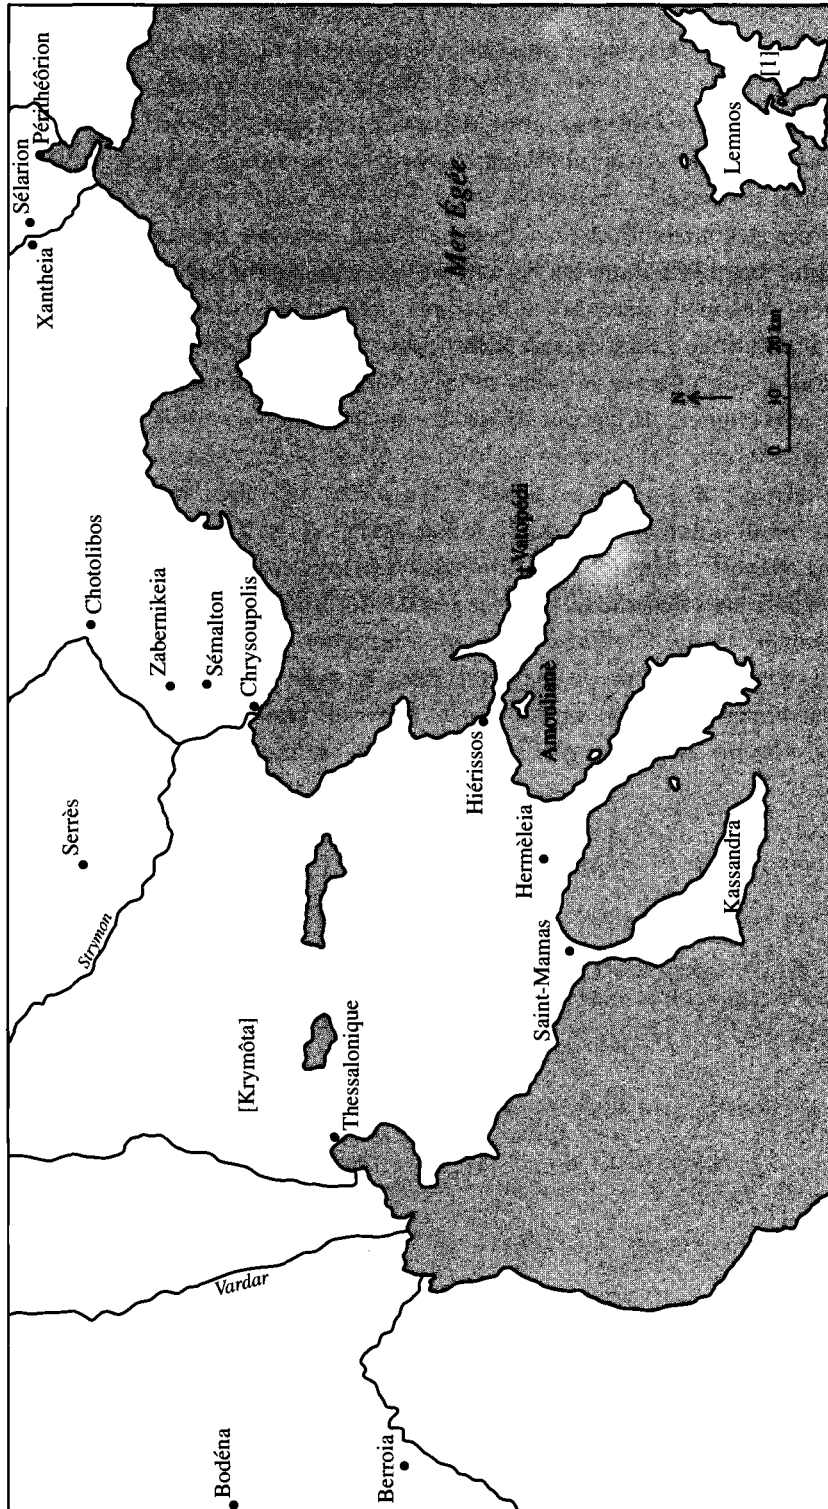 Bodéna
Berroia
Vardar
Thessalonique
[Krymôta]
Strymon
Serrès
Chotolibos
Zabernikeia
Sémalton
Chrysoupolis
Xantheia
Sélarion
Périthéôrion
Saint-Mamas
Hermèleia
Hiérissos
Amoulianè
Vatopédi
Kassandra
Mer Égée
Lemnos
[1]
N
0 10 20 km